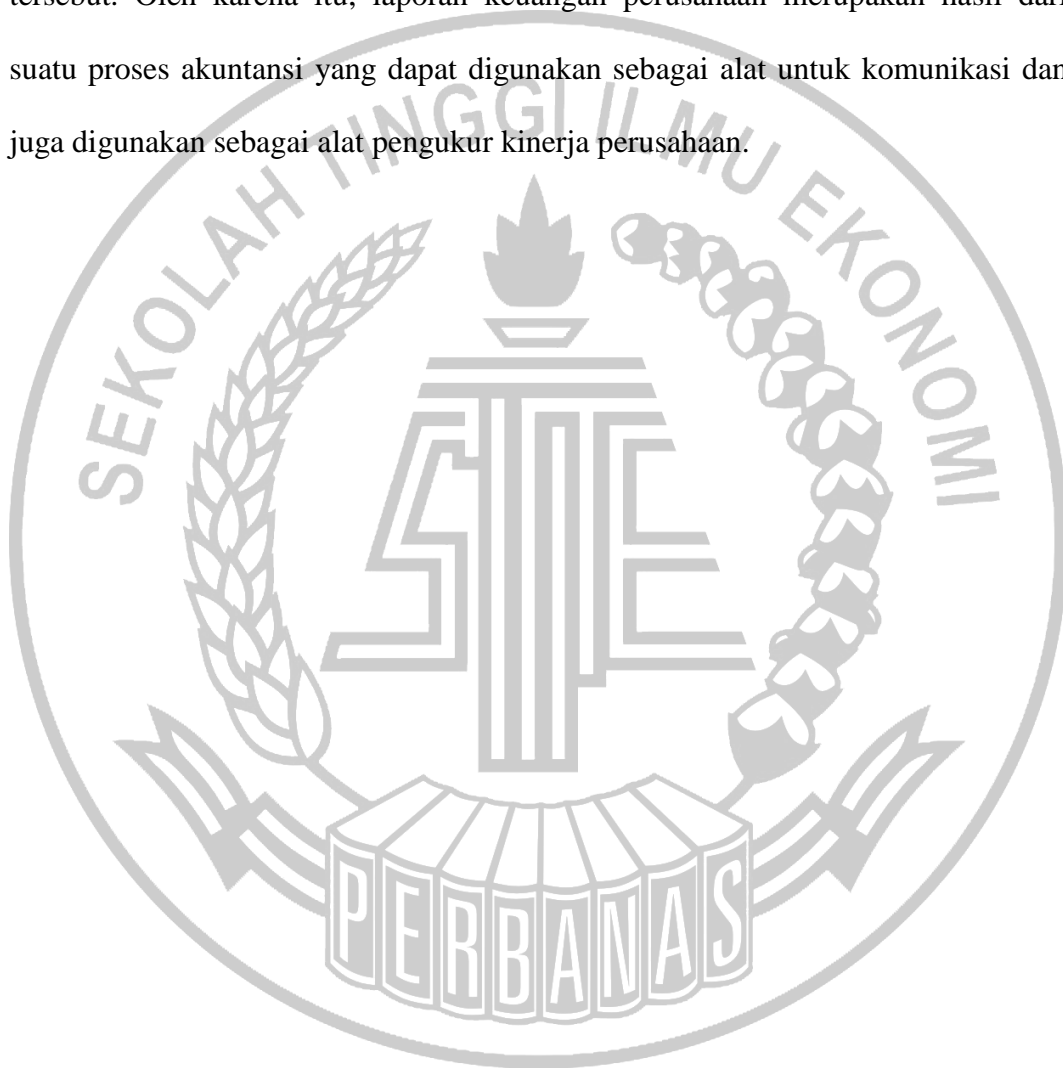 tersebut. Oleh karena itu, laporan keuangan perusahaan merupakan hasil dari
suatu proses akuntansi yang dapat digunakan sebagai alat untuk komunikasi dan
juga digunakan sebagai alat pengukur kinerja perusahaan.
SEKOLAH TINGGI ILMU EKONOMI
STIE
PERBANAS